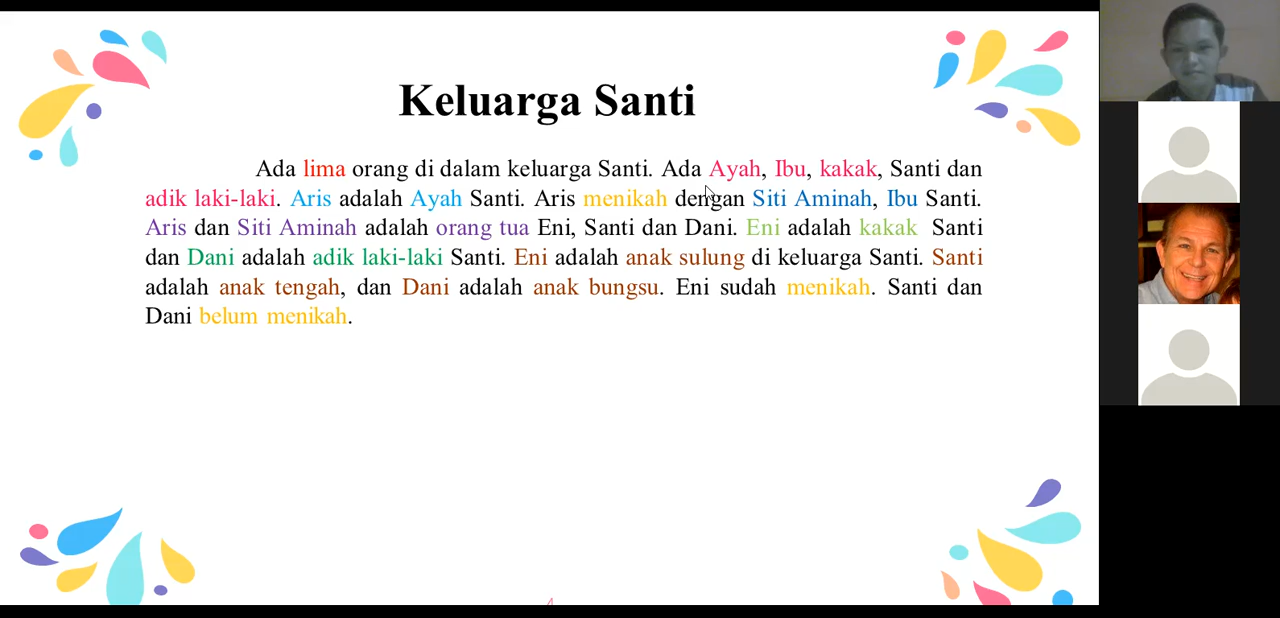 Keluarga Santi
Ada lima orang di dalam keluarga Santi. Ada Ayah, Ibu, kakak, Santi dan
adik laki-laki. Aris adalah Ayah Santi. Aris menikah dengan Siti Aminah, Ibu Santi.
Aris dan Siti Aminah adalah orang tua Eni, Santi dan Dani. Eni adalah kakak Santi
dan Dani adalah adik laki-laki Santi. Eni adalah anak sulung di keluarga Santi. Santi
adalah anak tengah, dan Dani adalah anak bungsu. Eni sudah menikah. Santi dan
Dani belum menikah.